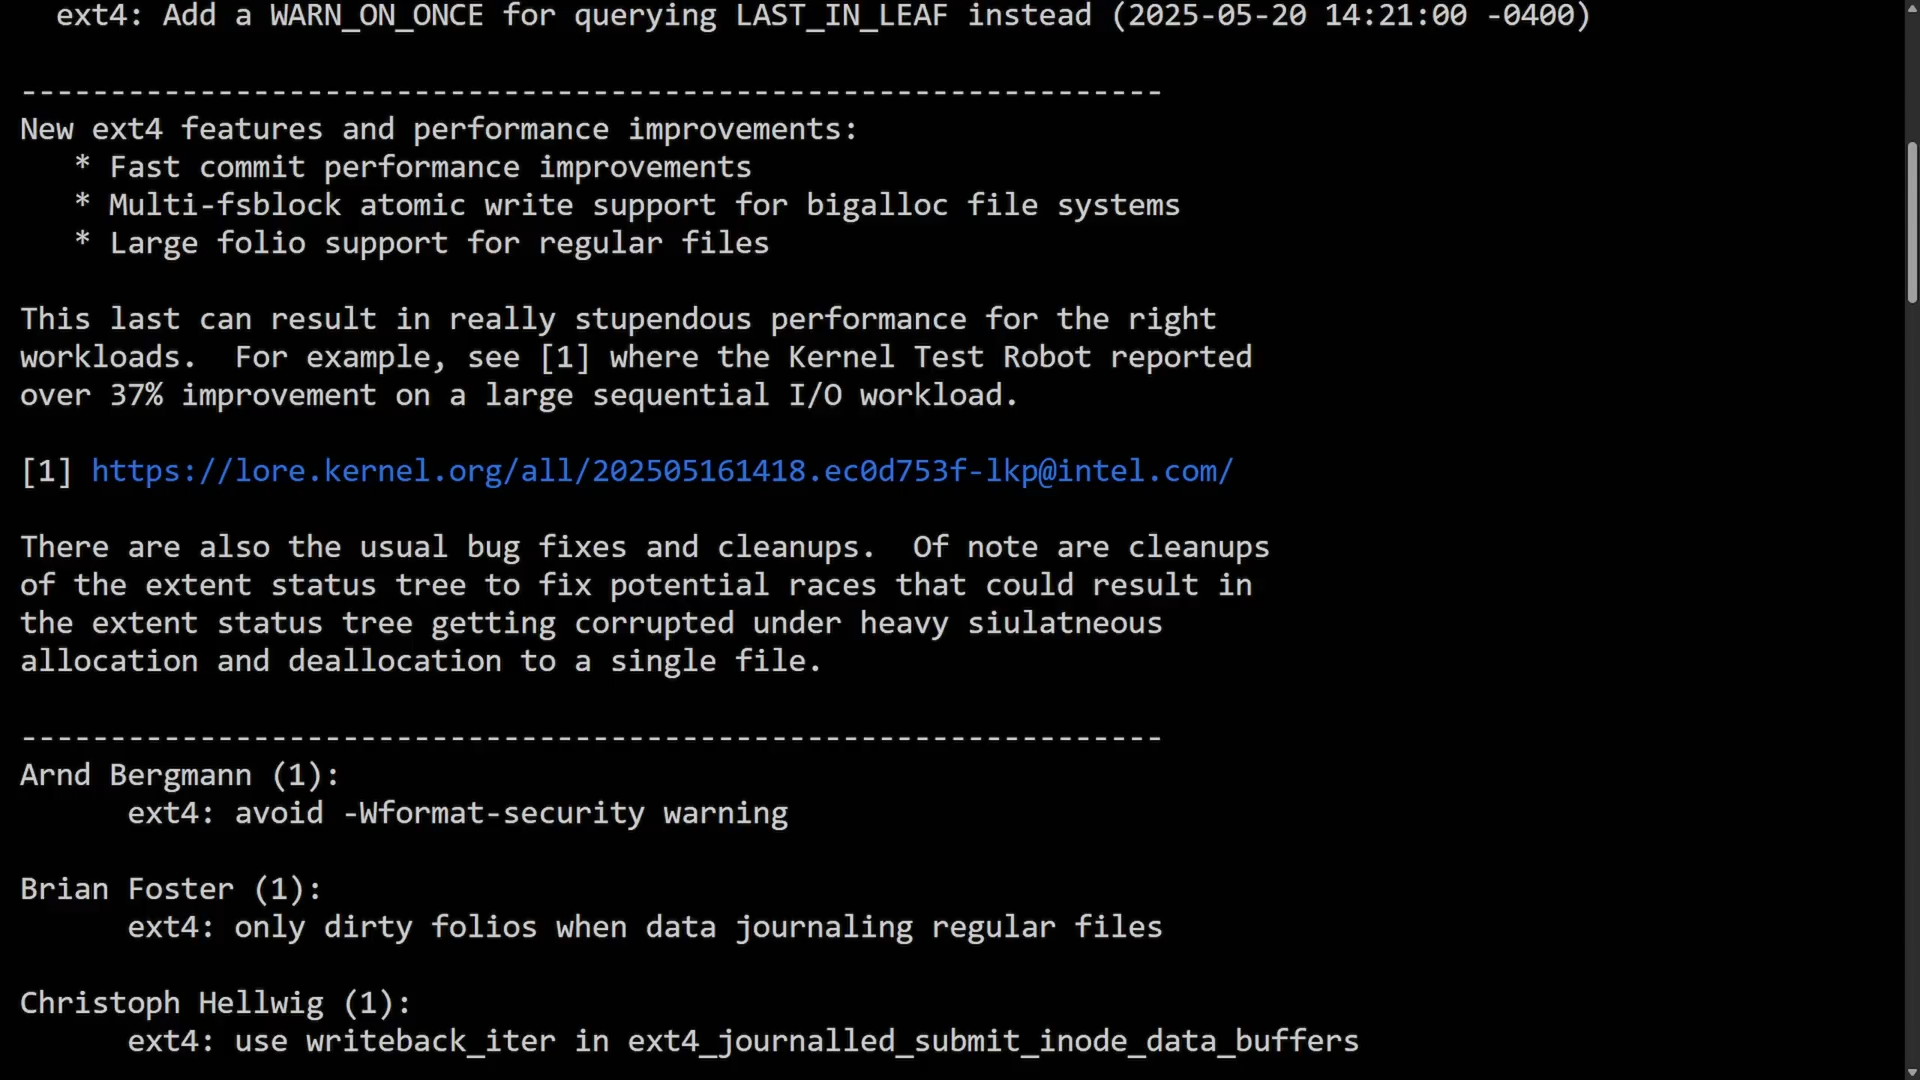 ext4: Add a WARN_ON_ONCE for querying LAST_IN_LEAF instead (2025-05-20 14:21:00 -0400)
----------------------------------------------------------------
New ext4 features and performance improvements:
* Fast commit performance improvements
* Multi-fsblock atomic write support for bigalloc file systems
* Large folio support for regular files
This last can result in really stupendous performance for the right
workloads.  For example, see [1] where the Kernel Test Robot reported
over 37% improvement on a large sequential I/O workload.
[1] https://lore.kernel.org/all/202505161418.ec0d753f-lkp@intel.com/
There are also the usual bug fixes and cleanups.  Of note are cleanups
of the extent status tree to fix potential races that could result in
the extent status tree getting corrupted under heavy siulatneous
allocation and deallocation to a single file.
----------------------------------------------------------------
Arnd Bergmann (1):
ext4: avoid -Wformat-security warning
Brian Foster (1):
ext4: only dirty folios when data journaling regular files
Christoph Hellwig (1):
ext4: use writeback_iter in ext4_journalled_submit_inode_data_buffers